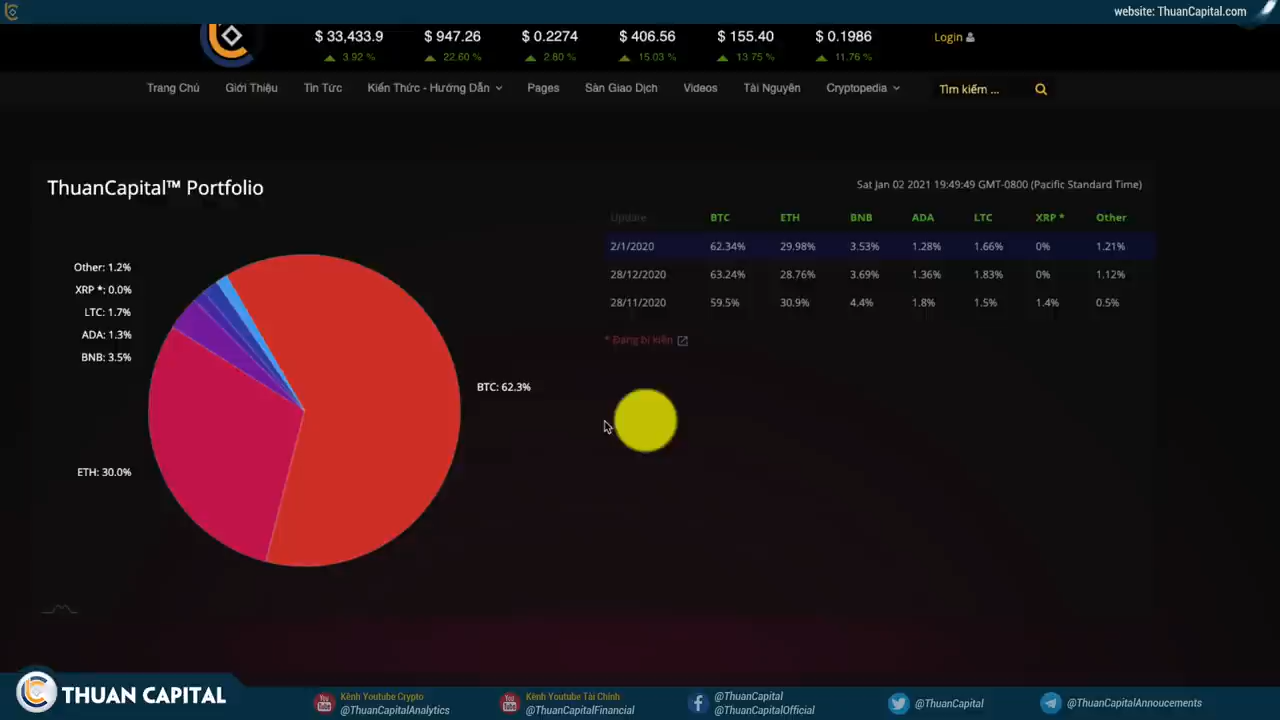 website: ThuanCapital.com
$ 33,433.9 $ 947.26 $ 0.2274 $ 406.56 $ 155.40 $ 0.1986
3.92 % 22.60 % 2.80 % 15.03 % 13.75 % 11.76 %
Login
Trang Chủ Giới Thiệu Tin Tức Kiến Thức - Hướng Dẫn Pages Sàn Giao Dịch Videos Tài Nguyên Cryptopedia Tìm kiếm ...
ThuanCapital™ Portfolio
Sat Jan 02 2021 19:49:49 GMT-0800 (Pacific Standard Time)
Update BTC ETH BNB ADA LTC XRP * Other
2/1/2020 62.34% 29.98% 3.53% 1.28% 1.66% 0% 1.21%
28/12/2020 63.24% 28.76% 3.69% 1.36% 1.83% 0% 1.12%
28/11/2020 59.5% 30.9% 4.4% 1.8% 1.5% 1.4% 0.5%
* Đang bị kiện
Other: 1.2%
XRP *: 0.0%
LTC: 1.7%
ADA: 1.3%
BNB: 3.5%
BTC: 62.3%
ETH: 30.0%
THUAN CAPITAL
Kênh Youtube Crypto
@ThuanCapitalAnalytics
Kênh Youtube Tài Chính
@ThuanCapitalFinancial
@ThuanCapital
@ThuanCapitalOfficial
@ThuanCapital
@ThuanCapitalAnnoucements